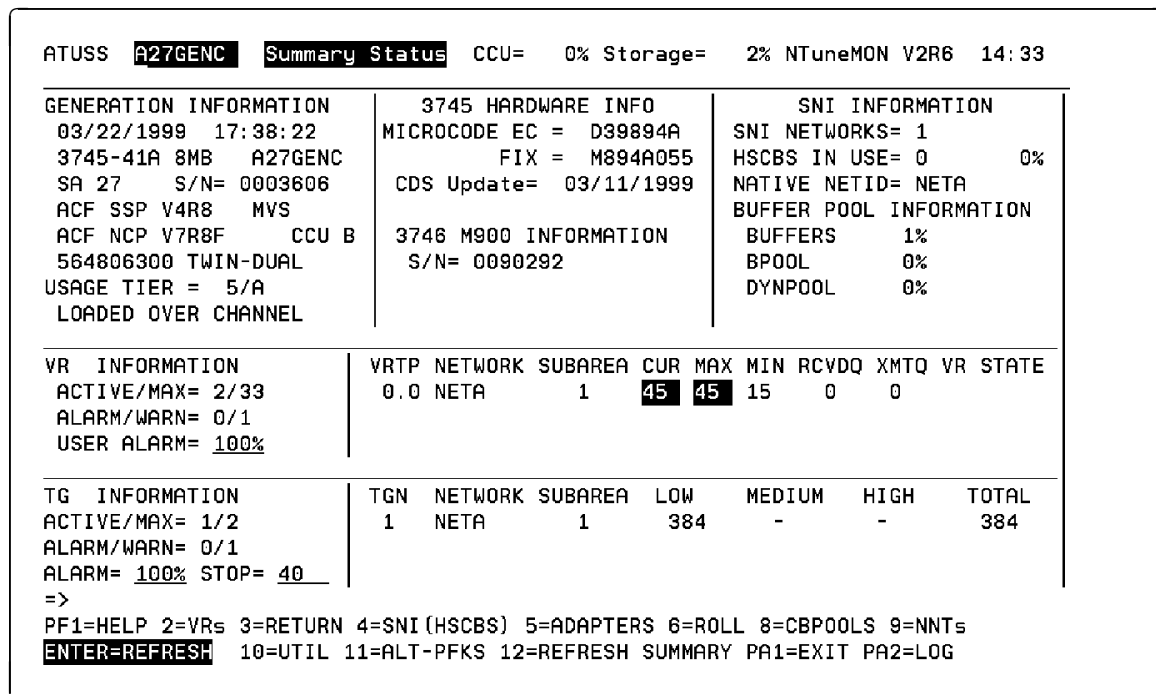 ATUSS A27GENC Summary Status CCU= 0% Storage= 2% NTuneMON V2R6 14:33
GENERATION INFORMATION
03/22/1999 17:38:22
3745-41A 8MB A27GENC
SA 27 S/N= 0003606
ACF SSP V4R8 MVS
ACF NCP V7R8F CCU B
564806300 TWIN-DUAL
USAGE TIER = 5/A
LOADED OVER CHANNEL
3745 HARDWARE INFO
MICROCODE EC = D39894A
FIX = M894A055
CDS Update= 03/11/1999
3746 M900 INFORMATION
S/N= 0090292
SNI INFORMATION
SNI NETWORKS= 1
HSCBS IN USE= 0 0%
NATIVE NETID= NETA
BUFFER POOL INFORMATION
BUFFERS 1%
BPOOL 0%
DYNPOOL 0%
VR INFORMATION
ACTIVE/MAX= 2/33
ALARM/WARN= 0/1
USER ALARM= 100%
VRTP NETWORK SUBAREA CUR MAX MIN RCVDQ XMTQ VR STATE
0.0 NETA 1 45 45 15 0 0
TG INFORMATION
ACTIVE/MAX= 1/2
ALARM/WARN= 0/1
ALARM= 100% STOP= 40
TGN NETWORK SUBAREA LOW MEDIUM HIGH TOTAL
1 NETA 1 384 - - 384
=>
PF1=HELP 2=VRs 3=RETURN 4=SNI(HSCBS) 5=ADAPTERS 6=ROLL 8=CBPOOLS 9=NNTs
ENTER=REFRESH 10=UTIL 11=ALT-PFKS 12=REFRESH SUMMARY PA1=EXIT PA2=LOG